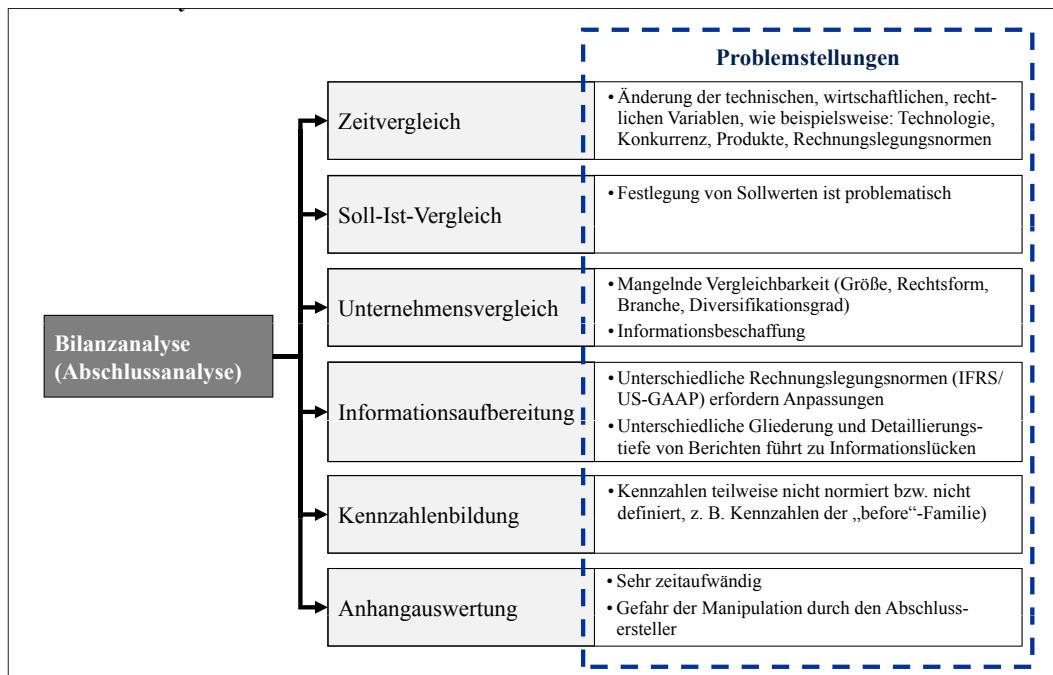 Problemstellungen
Zeitvergleich
• Änderung der technischen, wirtschaftlichen, recht-
lichen Variablen, wie beispielsweise: Technologie,
Konkurrenz, Produkte, Rechnungslegungsnormen
Soll-Ist-Vergleich
• Festlegung von Sollwerten ist problematisch
Unternehmensvergleich
• Mangelnde Vergleichbarkeit (Größe, Rechtsform,
Branche, Diversifikationsgrad)
• Informationsbeschaffung
Bilanzanalyse
(Abschlussanalyse)
Informationsaufbereitung
• Unterschiedliche Rechnungslegungsnormen (IFRS/
US-GAAP) erfordern Anpassungen
• Unterschiedliche Gliederung und Detaillierungs-
tiefe von Berichten führt zu Informationslücken
Kennzahlenbildung
• Kennzahlen teilweise nicht normiert bzw. nicht
definiert, z. B. Kennzahlen der „before“-Familie)
Anhangauswertung
• Sehr zeitaufwändig
• Gefahr der Manipulation durch den Abschluss-
ersteller